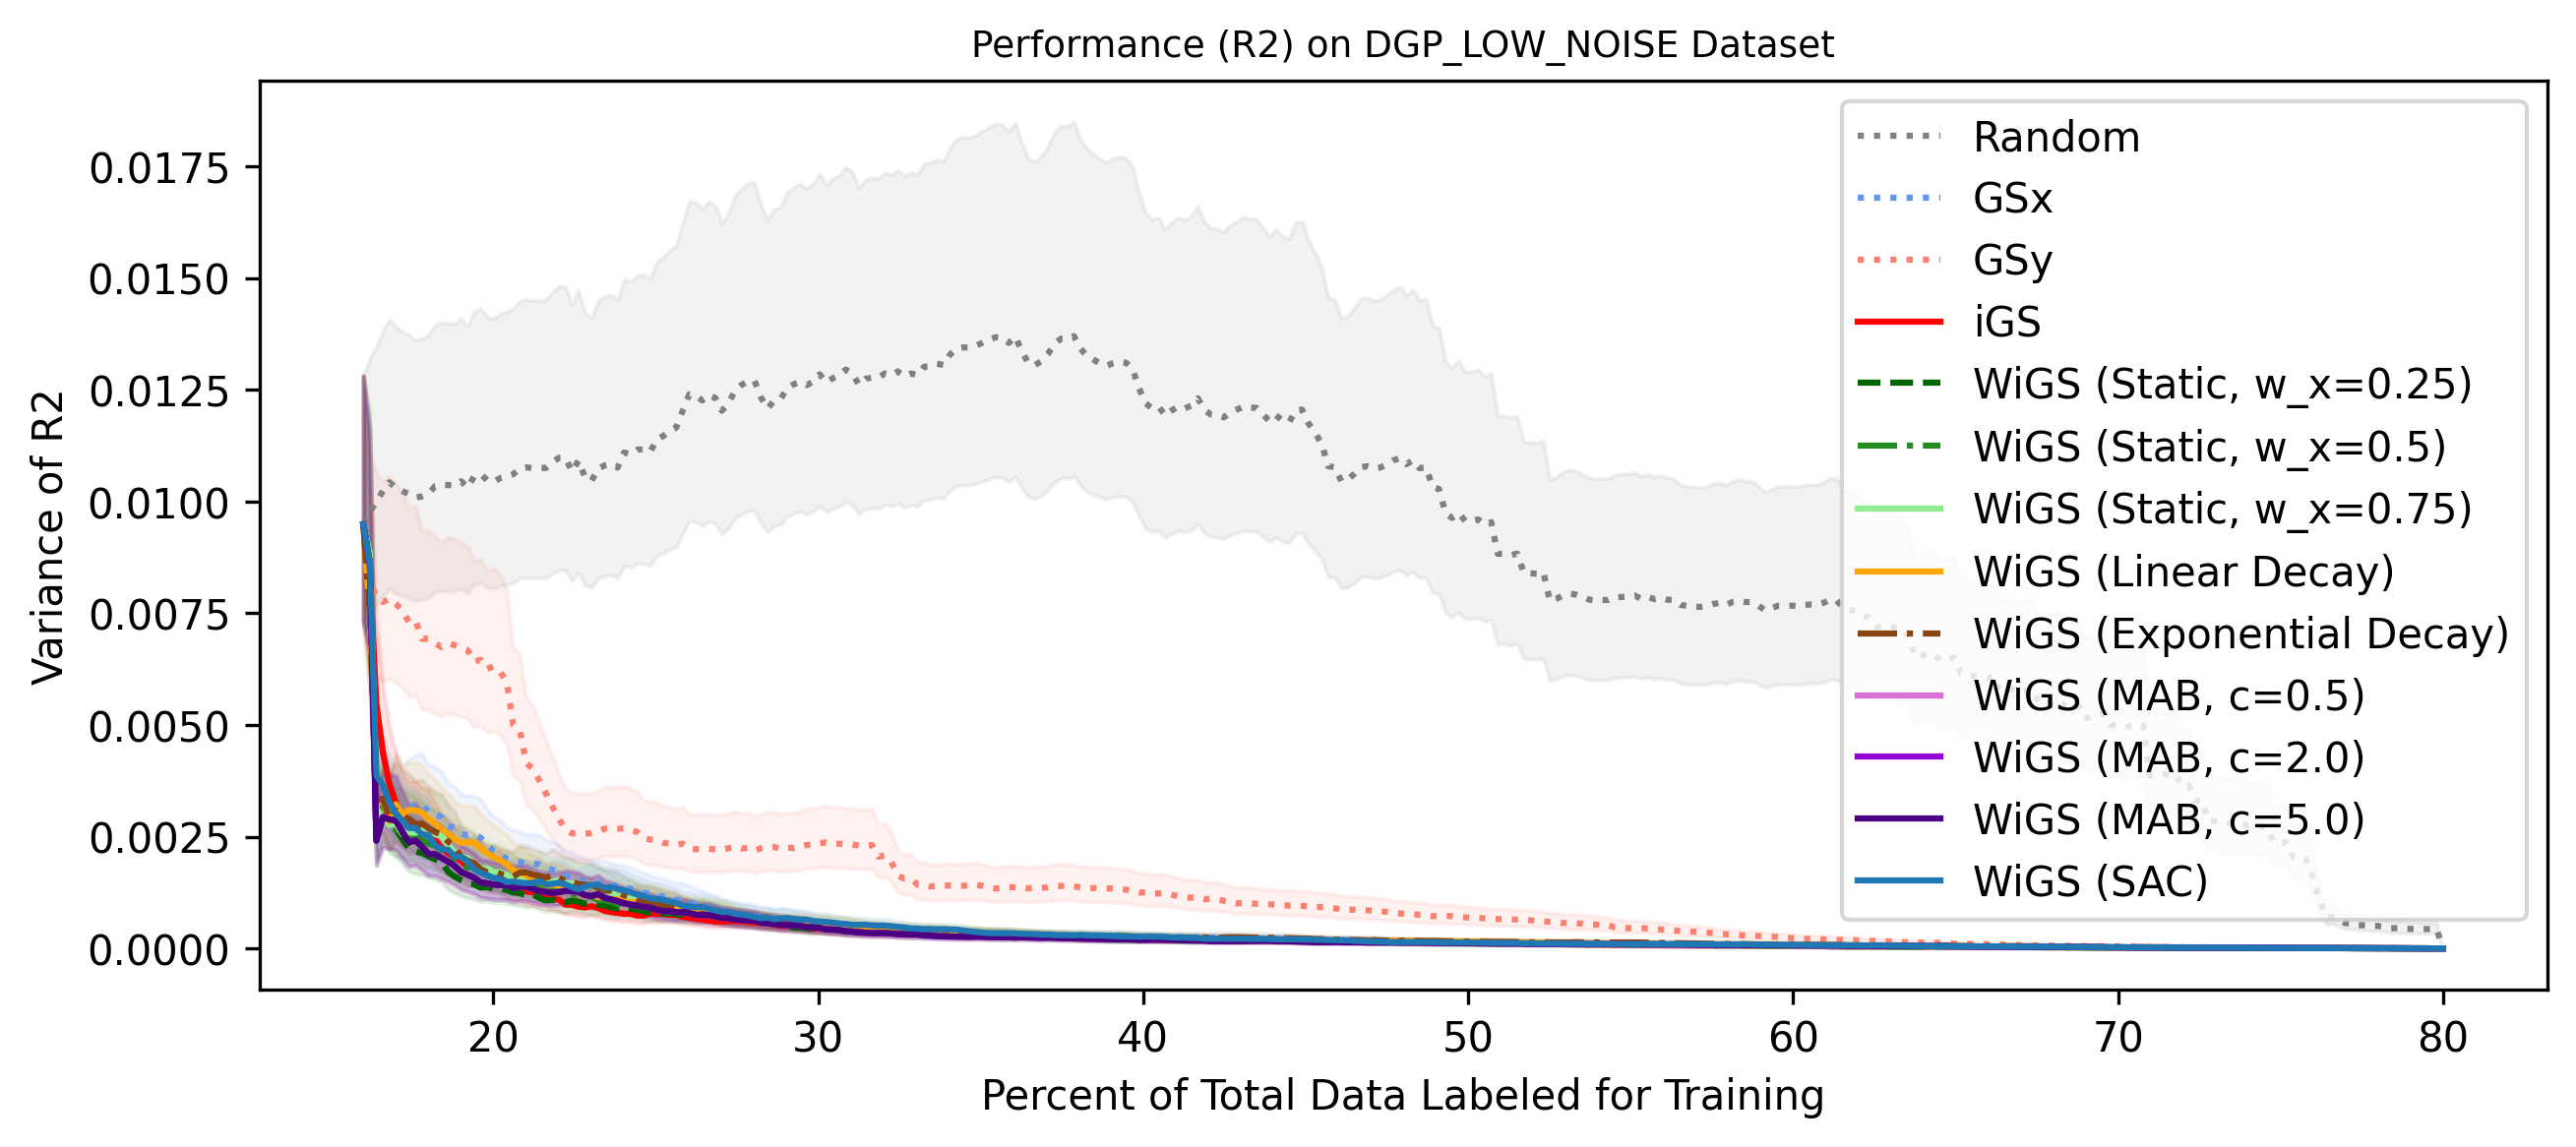 Performance (R2) on DGP_LOW_NOISE Dataset
Variance of R2
0.0175
0.0150
0.0125
0.0100
0.0075
0.0050
0.0025
0.0000
Random
GSx
GSy
iGS
WiGS (Static, w_x=0.25)
WiGS (Static, w_x=0.5)
WiGS (Static, w_x=0.75)
WiGS (Linear Decay)
WiGS (Exponential Decay)
WiGS (MAB, c=0.5)
WiGS (MAB, c=2.0)
WiGS (MAB, c=5.0)
WiGS (SAC)
20 30 40 50 60 70 80
Percent of Total Data Labeled for Training